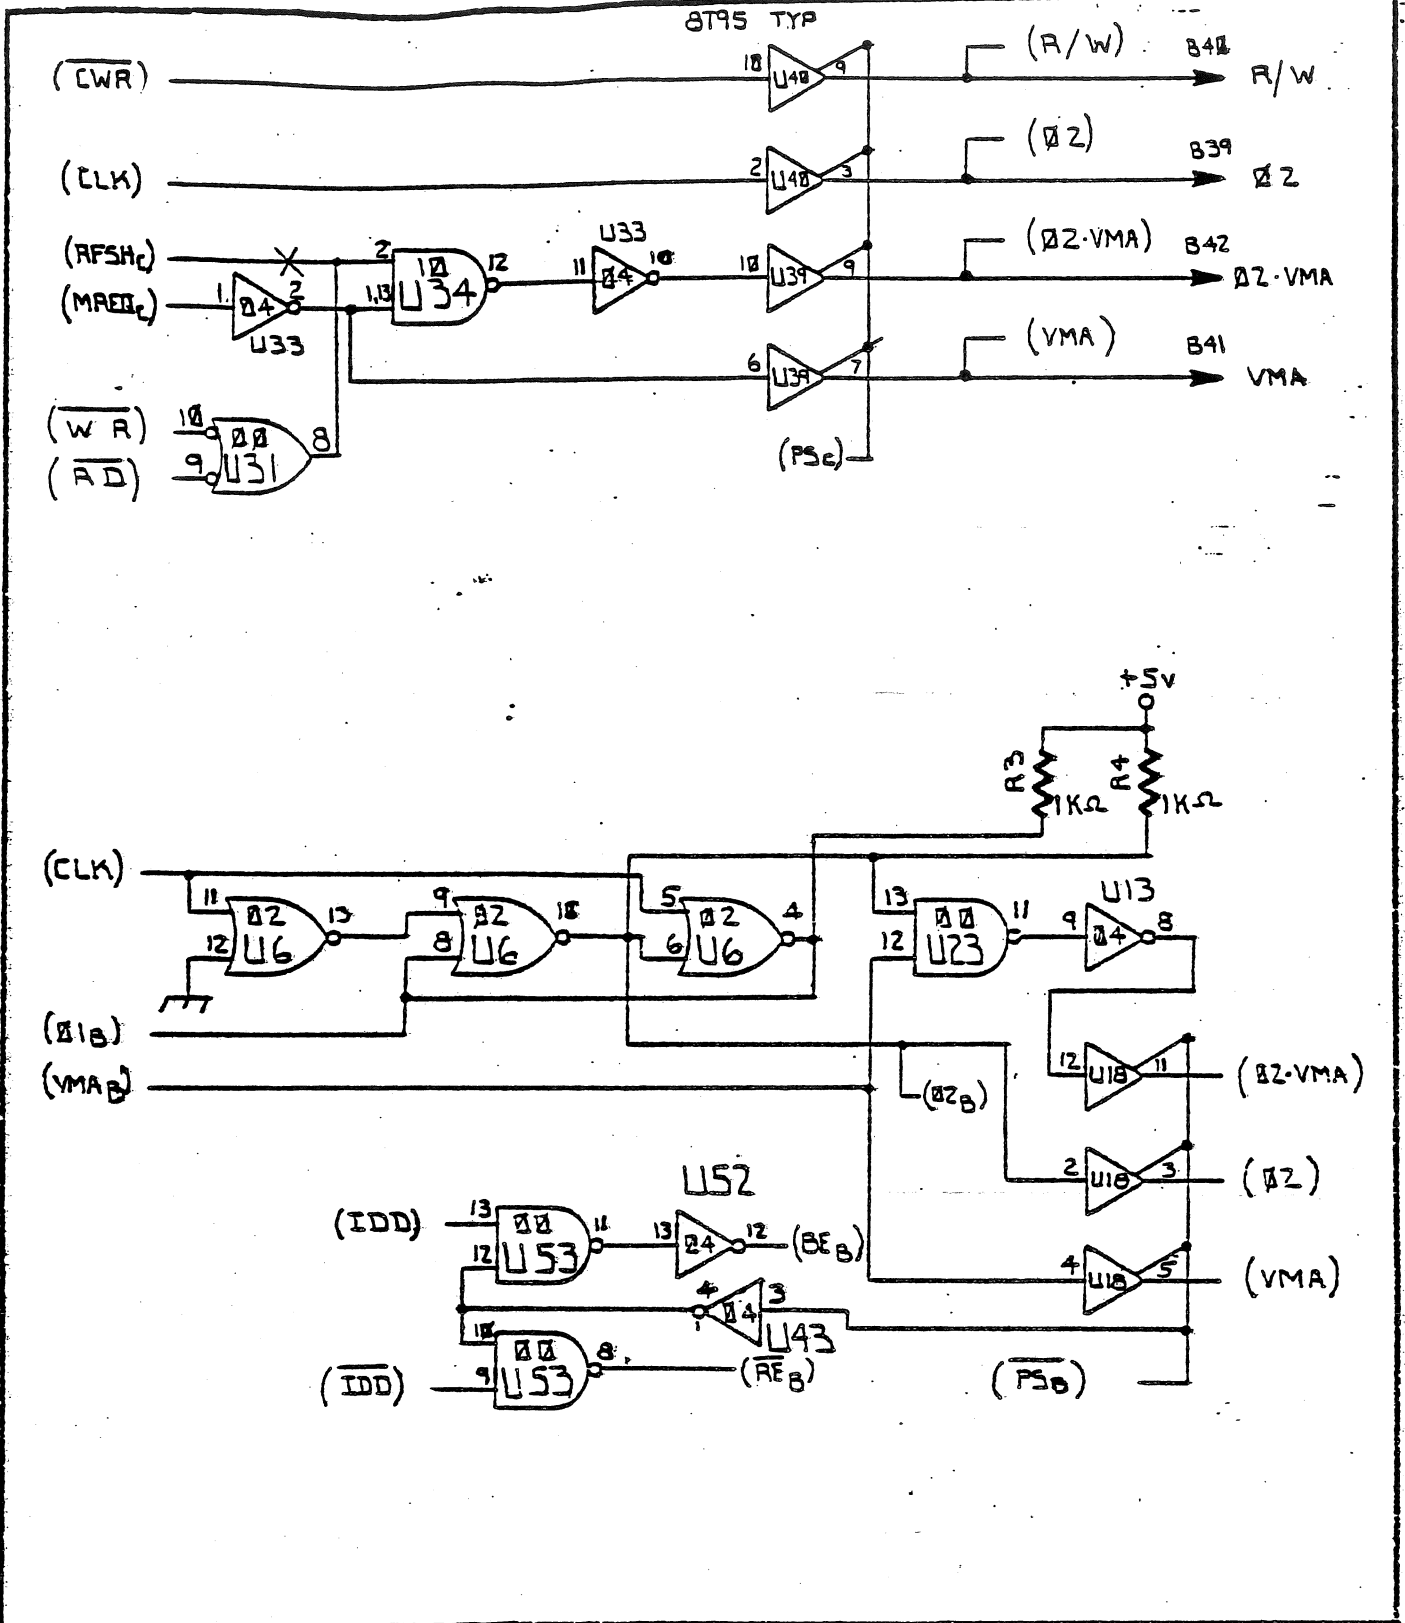 8T95 TYP
(CWR) 10 U40 9 (R/W) B40 R/W
(CLK) 2 U40 3 (Ø2) B39 Ø2
(RFSHc) 2 10 U34 12 U33 11 04 10 10 U39 9 (Ø2·VMA) B42 Ø2·VMA
(MREQc) 1 04 2 U33 1,13
6 U39 7 (VMA) B41 VMA
(WR) 10 00 U31 8
(RD) 9
(PSc)
+5V
R3 1KΩ R4 1KΩ
(CLK) 11 02 U6 13 9 02 U6 10 5 02 U6 4 13 00 U23 11 U13 9 04 8
12 8 6 12
(Ø1B)
(VMAB) (Ø2B) 12 U18 11 (Ø2·VMA)
2 U18 3 (Ø2)
U52
(IDD) 13 00 U53 11 13 04 12 (BEB)
12 4 04 3 U43 4 U18 5 (VMA)
1
10 00 U53 8 (REB) (PSB)
(IDD) 9